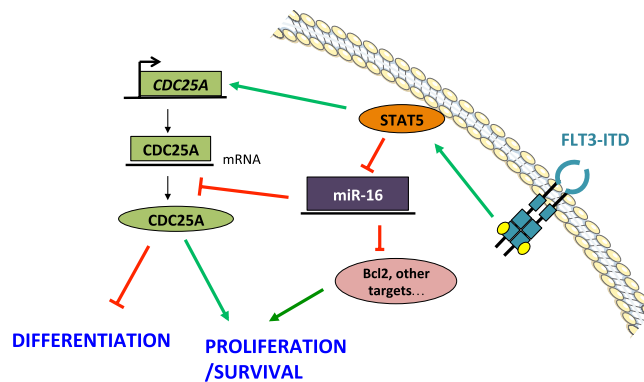 CDC25A
STAT5
FLT3-ITD
CDC25A
mRNA
miR-16
CDC25A
Bcl2, other
targets...
DIFFERENTIATION
PROLIFERATION
/SURVIVAL